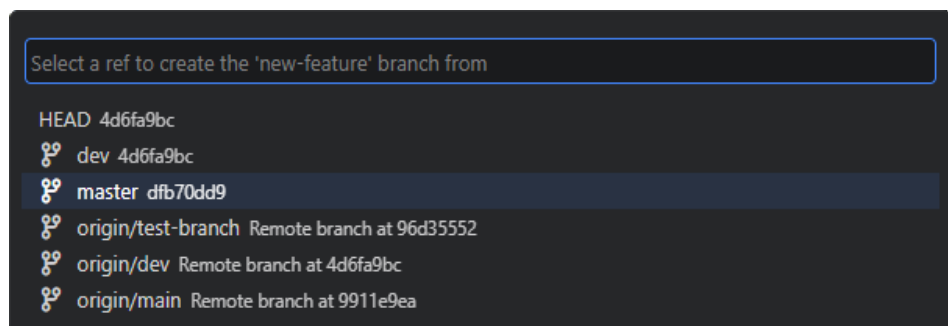 Select a ref to create the 'new-feature' branch from
HEAD 4d6fa9bc
dev 4d6fa9bc
master dfb70dd9
origin/test-branch Remote branch at 96d35552
origin/dev Remote branch at 4d6fa9bc
origin/main Remote branch at 9911e9ea